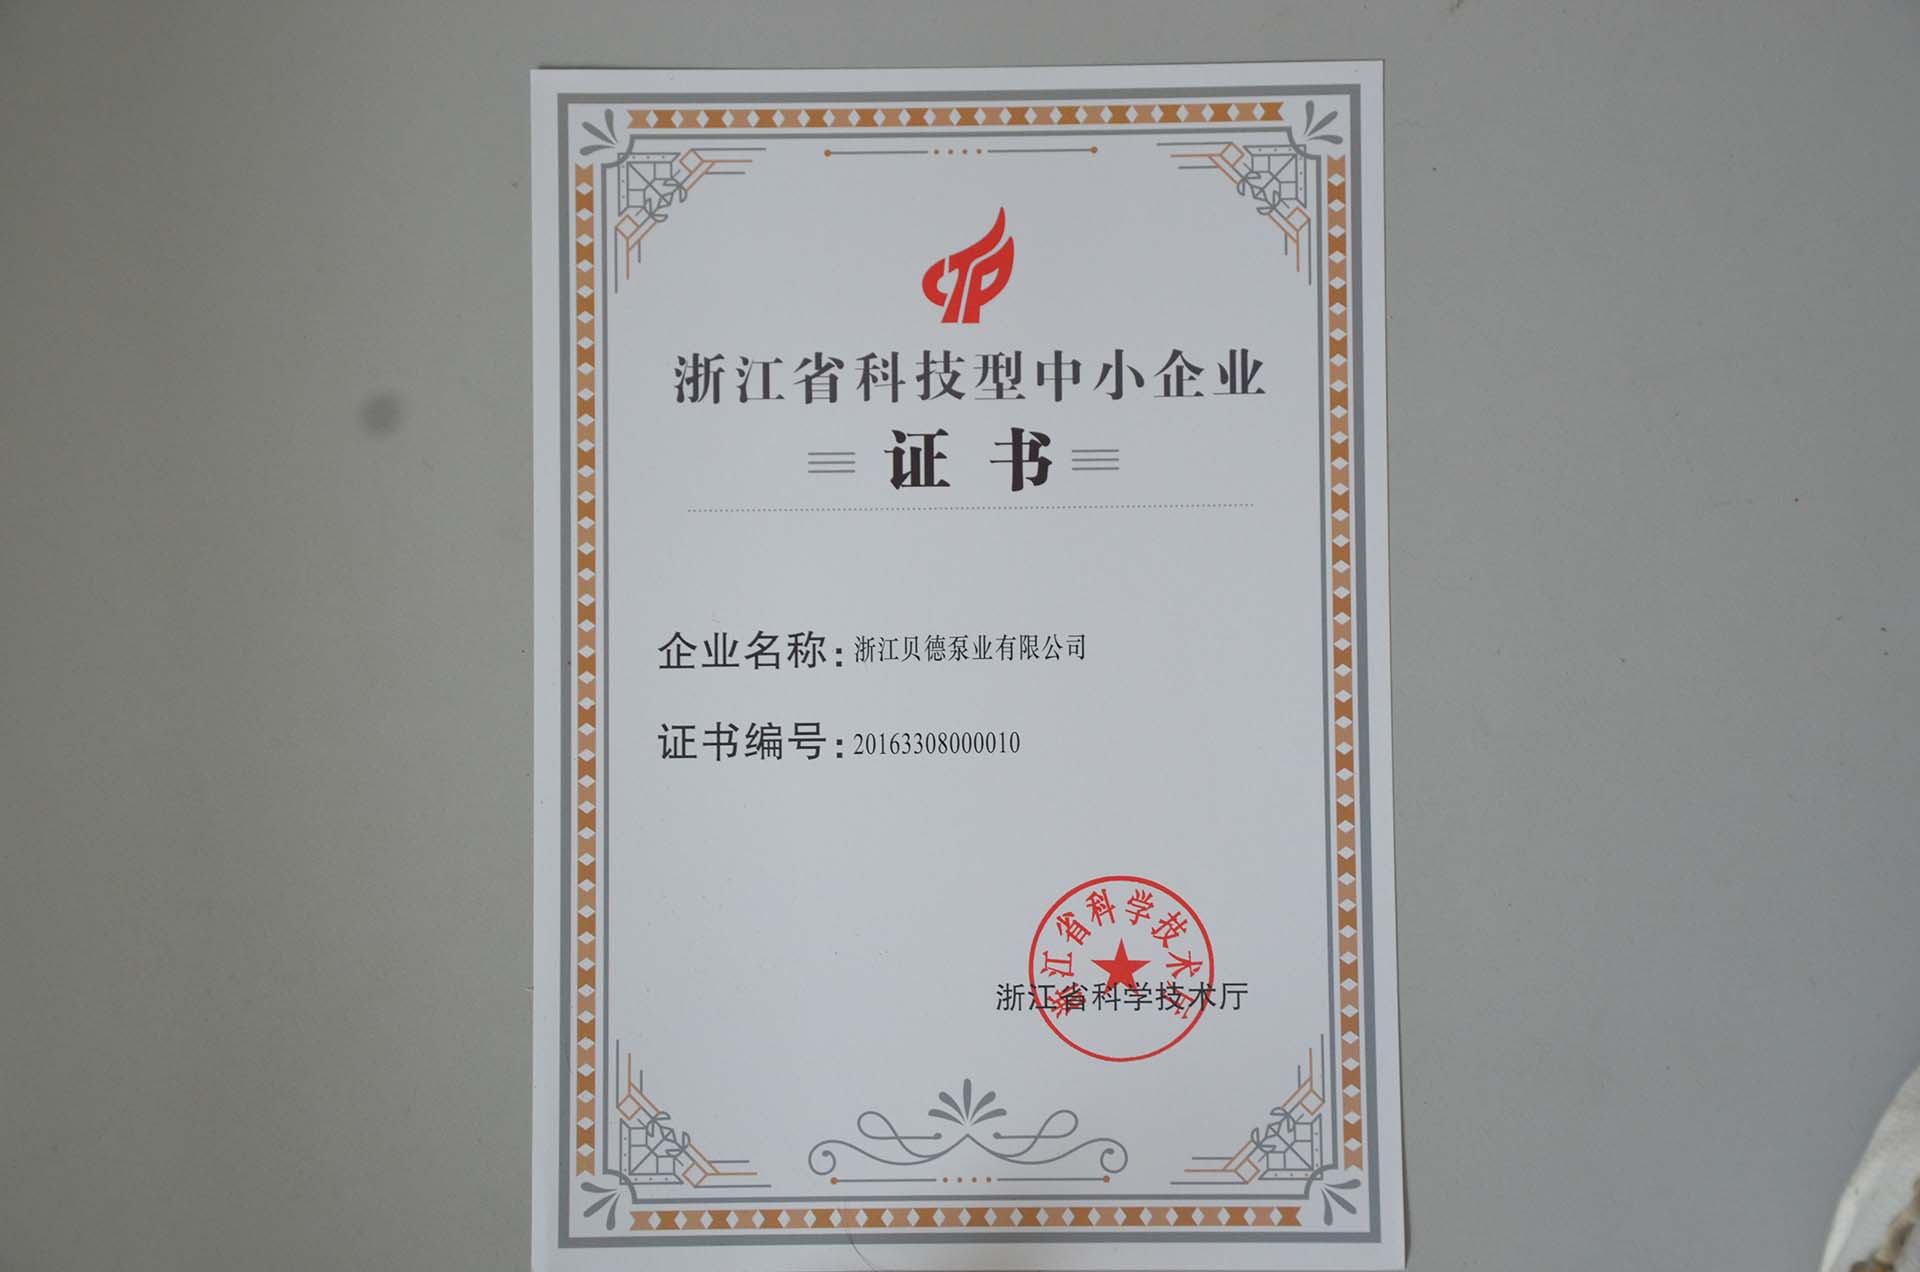 CTP
浙江省科技型中小企业
证书
企业名称:浙江贝德泵业有限公司
证书编号:20163308000010
浙江省科学技术厅
浙江省科学技术厅